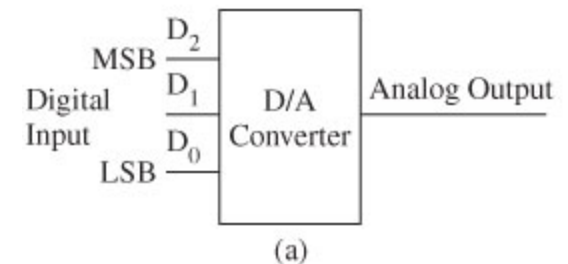 D2
MSB
D1
Digital
Input
D0
LSB
D/A
Converter
Analog Output
(a)